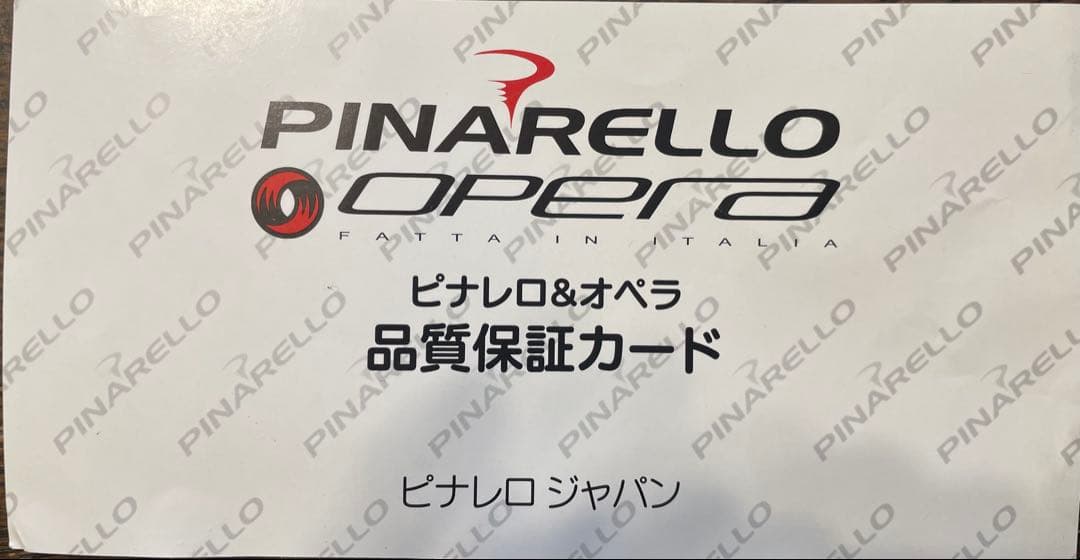 PINARELLO
opera
FATTA IN ITALIA
ピナレロ&オペラ
品質保証カード
ピナレロ ジャパン